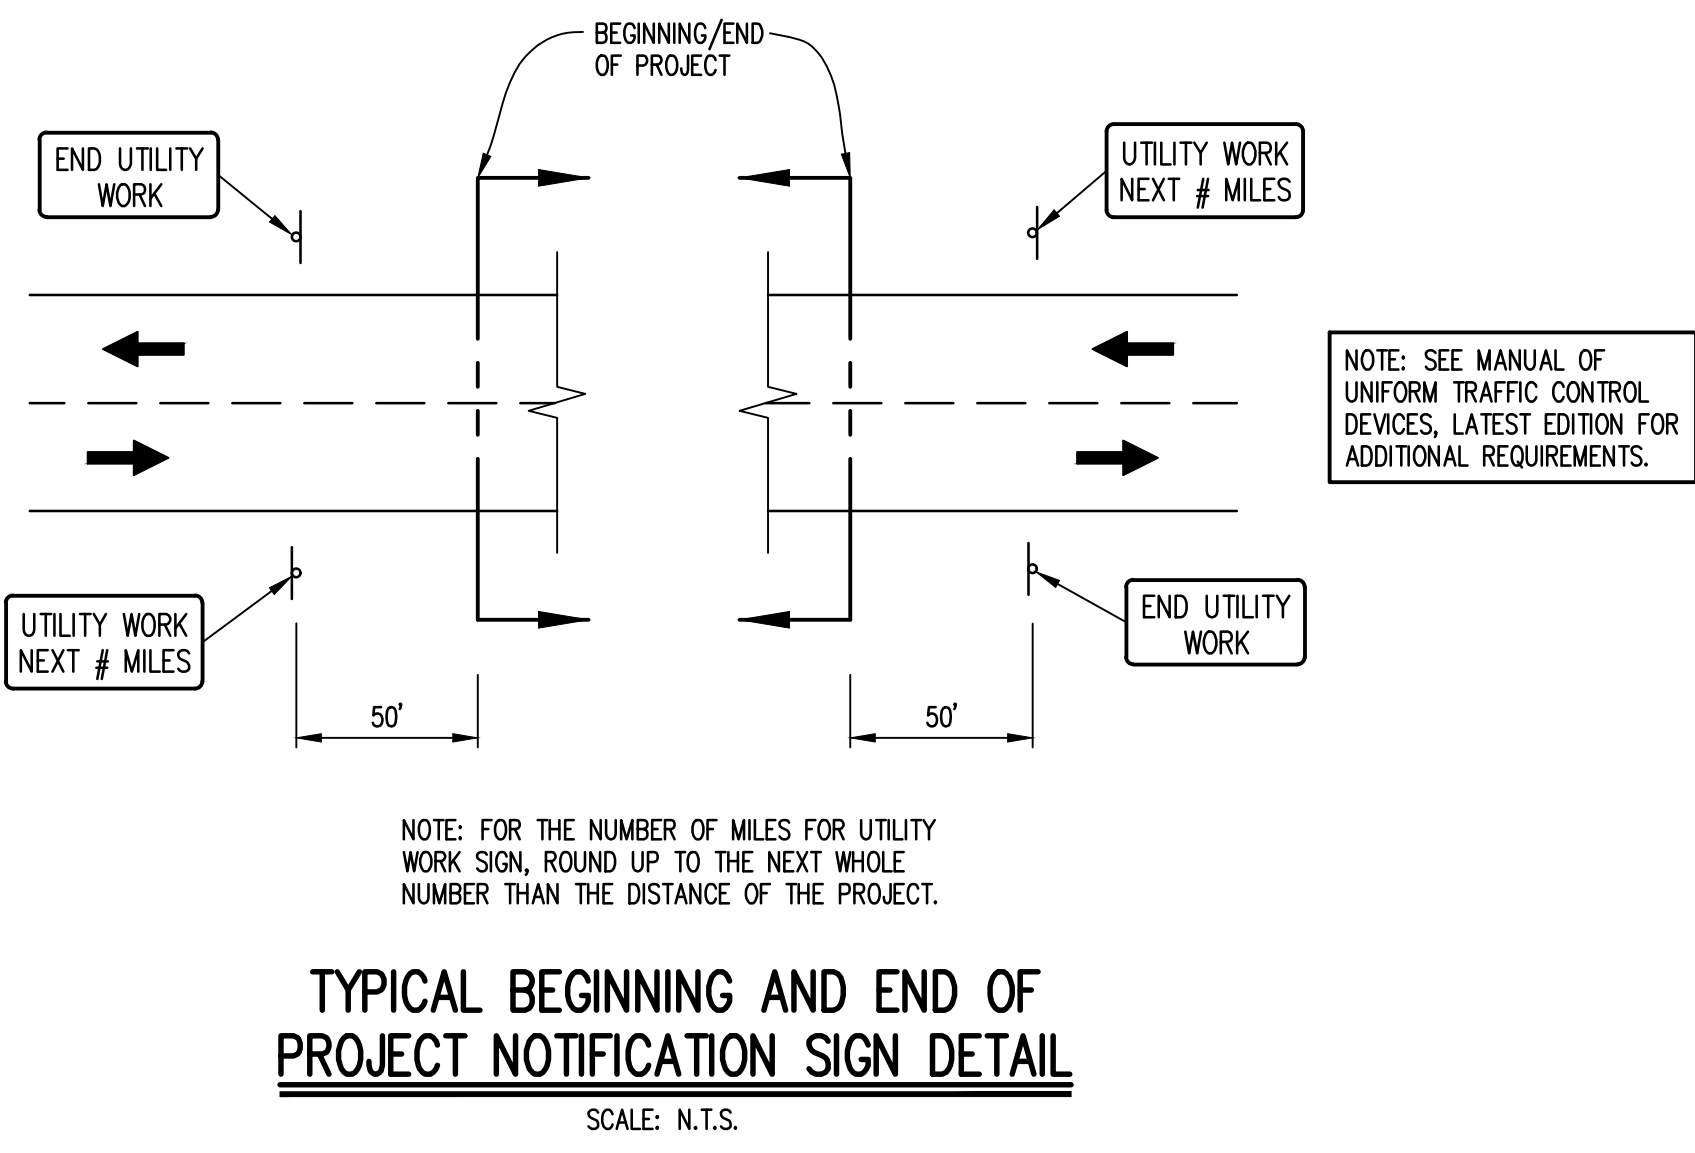 BEGINNING/END
OF PROJECT
END UTILITY
WORK
UTILITY WORK
NEXT # MILES
NOTE: SEE MANUAL OF
UNIFORM TRAFFIC CONTROL
DEVICES, LATEST EDITION FOR
ADDITIONAL REQUIREMENTS.
UTILITY WORK
NEXT # MILES
END UTILITY
WORK
50'
50'
NOTE: FOR THE NUMBER OF MILES FOR UTILITY
WORK SIGN, ROUND UP TO THE NEXT WHOLE
NUMBER THAN THE DISTANCE OF THE PROJECT.
TYPICAL BEGINNING AND END OF
PROJECT NOTIFICATION SIGN DETAIL
SCALE: N.T.S.